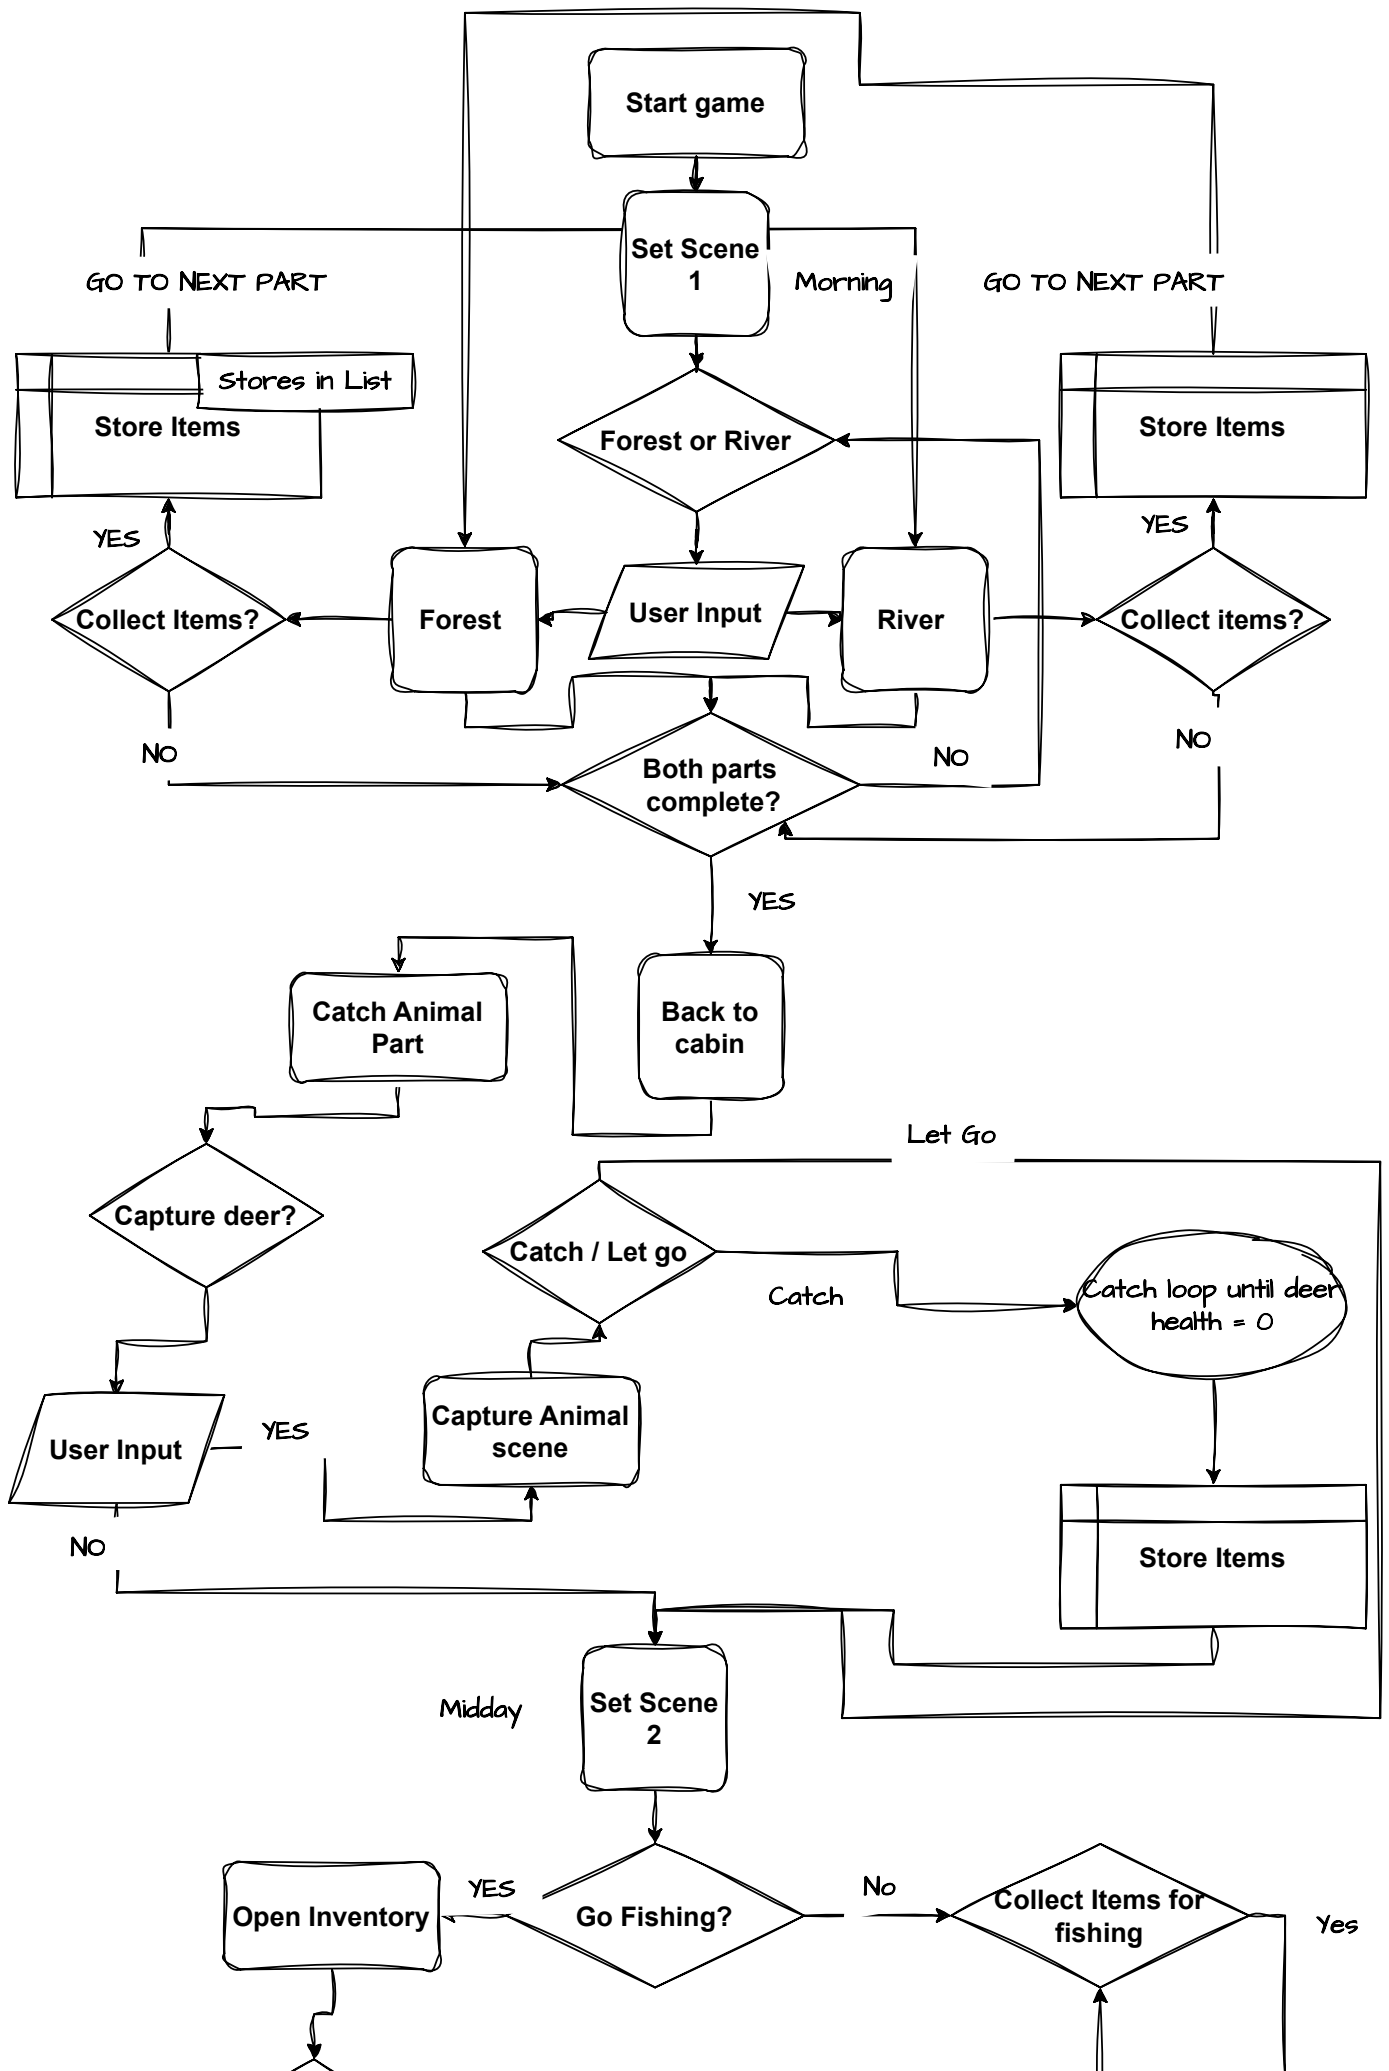 Start game
Set Scene
1
GO TO NEXT PART
Morning
GO TO NEXT PART
Stores in List
Store Items
Forest or River
Store Items
YES
YES
Collect Items?
Forest
User Input
River
Collect items?
NO
Both parts
complete?
NO
NO
YES
Catch Animal
Part
Back to
cabin
Let Go
Capture deer?
Catch / Let go
Catch
Catch loop until deer
health = 0
Capture Animal
scene
YES
User Input
NO
Store Items
Set Scene
2
Midday
Open Inventory
YES
Go Fishing?
No
Collect Items for
fishing
Yes